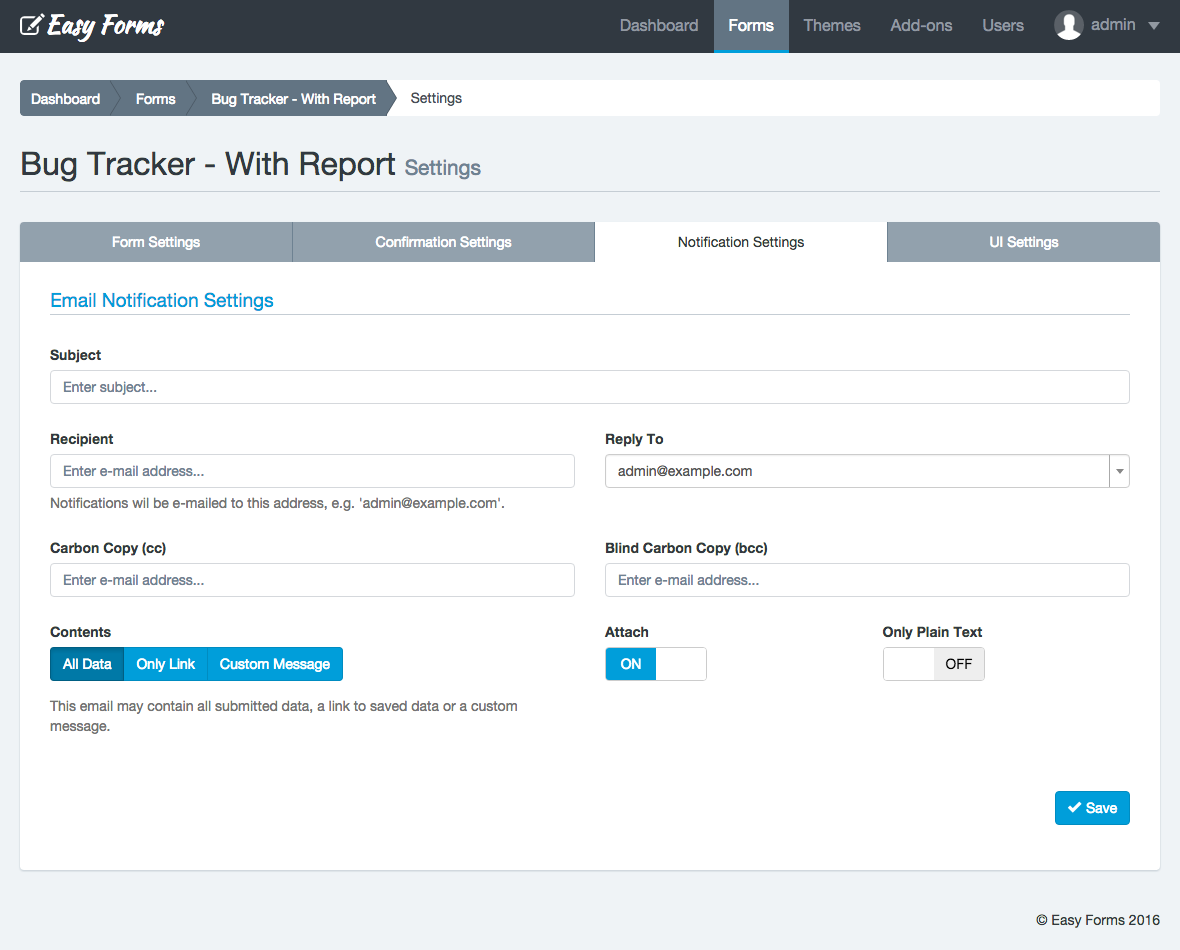 Easy Forms
Dashboard Forms Themes Add-ons Users admin
Dashboard Forms Bug Tracker - With Report Settings
Bug Tracker - With Report Settings
Form Settings Confirmation Settings Notification Settings UI Settings
Email Notification Settings
Subject
Enter subject...
Recipient Reply To
Enter e-mail address... admin@example.com
Notifications wil be e-mailed to this address, e.g. 'admin@example.com'.
Carbon Copy (cc) Blind Carbon Copy (bcc)
Enter e-mail address... Enter e-mail address...
Contents Attach Only Plain Text
All Data Only Link Custom Message ON OFF
This email may contain all submitted data, a link to saved data or a custom
message.
Save
© Easy Forms 2016